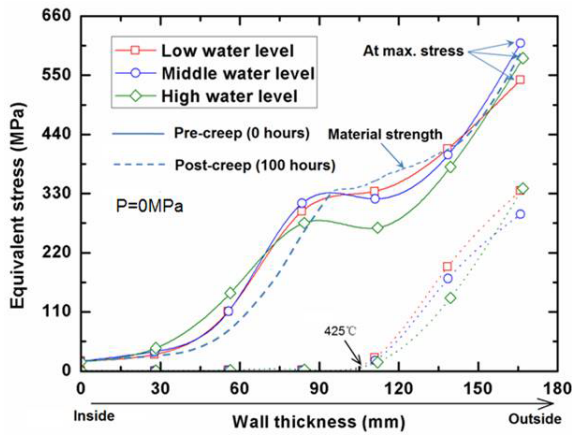 660
550
440
330
220
110
0
Equivalent stress (MPa)
Low water level
Middle water level
High water level
Pre-creep (0 hours)
Post-creep (100 hours)
P=0MPa
At max. stress
Material strength
425℃
0 30 60 90 120 150 180
Inside Wall thickness (mm) Outside